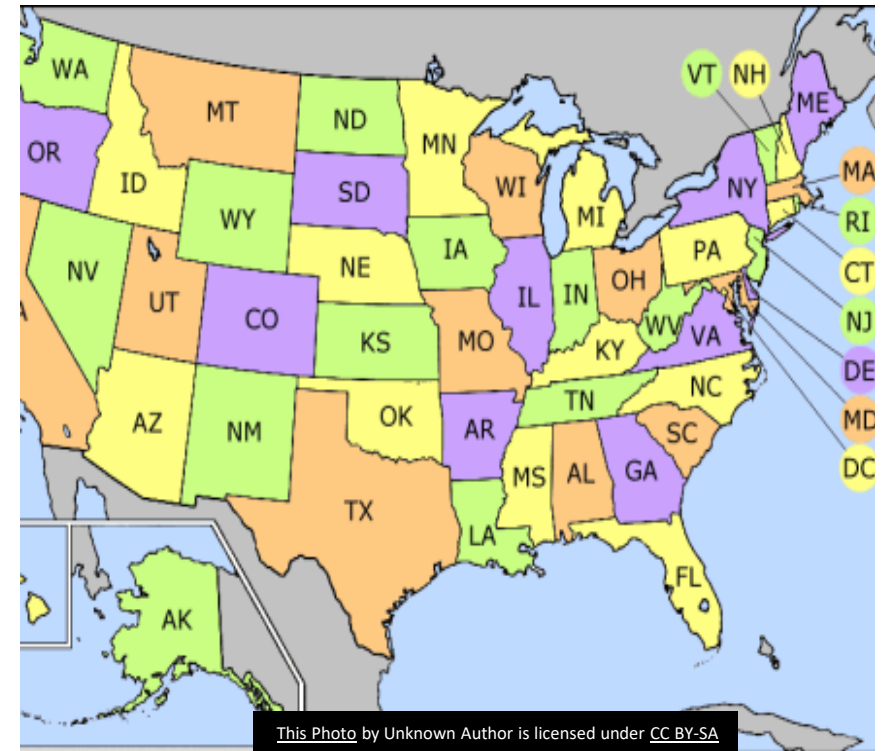 WA
MT
ND
MN
VT
NH
ME
OR
ID
SD
WI
NY
MA
WY
MI
RI
NV
NE
IA
PA
CT
UT
CO
IL
IN
OH
NJ
KS
MO
WV
VA
KY
DE
AZ
NM
OK
AR
TN
NC
MD
SC
DC
MS
AL
GA
TX
LA
FL
AK
This Photo by Unknown Author is licensed under CC BY-SA